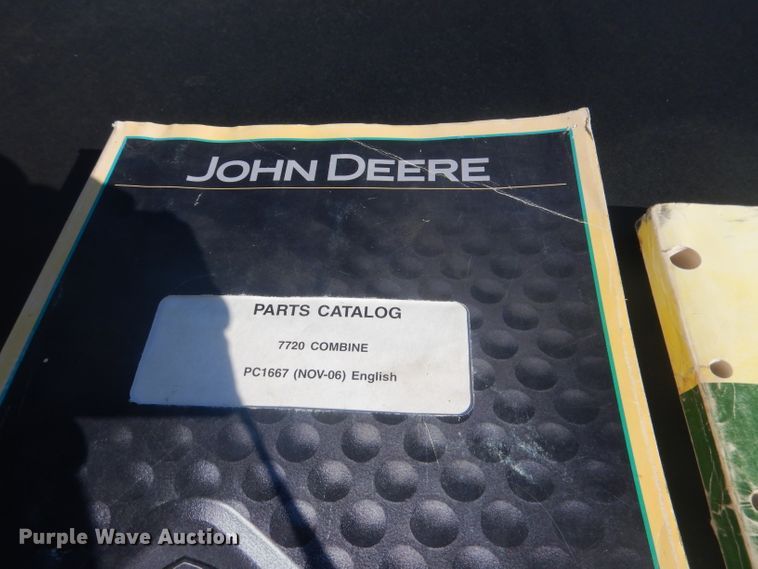 JOHN DEERE
PARTS CATALOG
7720 COMBINE
PC1667 (NOV-06) English
Purple Wave Auction